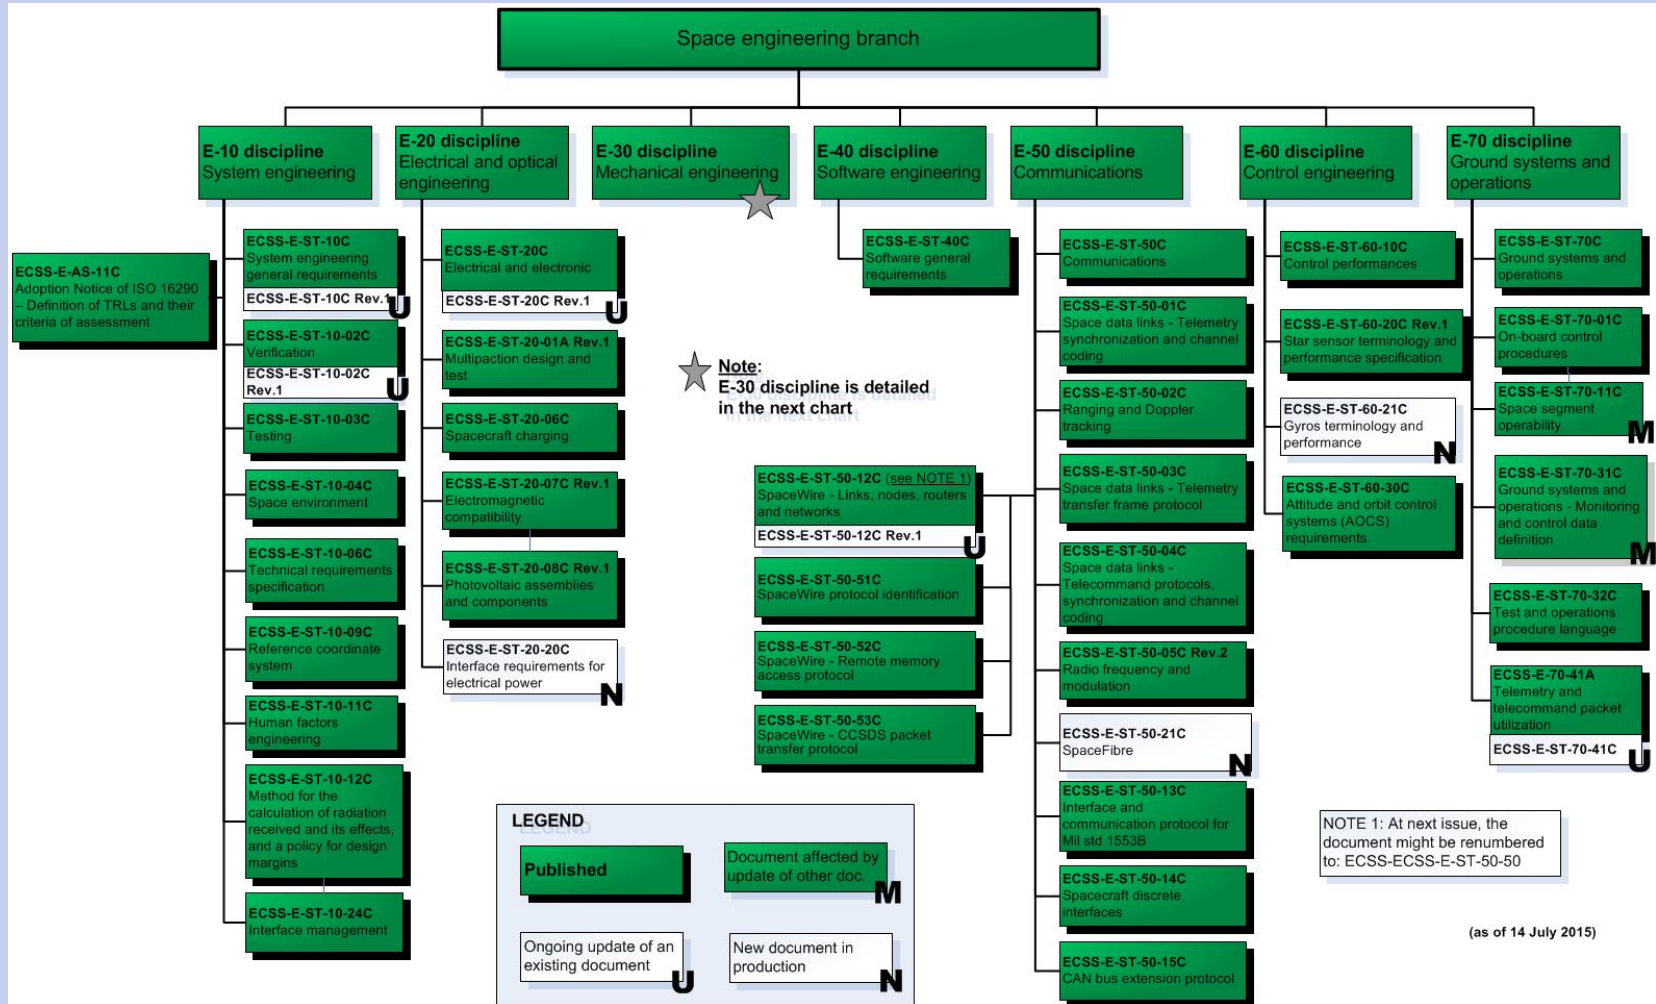 Space engineering branch
E-10 discipline
System engineering
E-20 discipline
Electrical and optical
engineering
E-30 discipline
Mechanical engineering
E-40 discipline
Software engineering
E-50 discipline
Communications
E-60 discipline
Control engineering
E-70 discipline
Ground systems and
operations
ECSS-E-AS-11C
Adoption Notice of ISO 16290
– Definition of TRLs and their
criteria of assessment
ECSS-E-ST-10C
System engineering
general requirements
ECSS-E-ST-10C Rev.1
U
ECSS-E-ST-10-02C
Verification
ECSS-E-ST-10-02C
Rev.1
U
ECSS-E-ST-10-03C
Testing
ECSS-E-ST-10-04C
Space environment
ECSS-E-ST-10-06C
Technical requirements
specification
ECSS-E-ST-10-09C
Reference coordinate
system
ECSS-E-ST-10-11C
Human factors
engineering
ECSS-E-ST-10-12C
Method for the
calculation of radiation
received and its effects,
and a policy for design
margins
ECSS-E-ST-10-24C
Interface management
ECSS-E-ST-20C
Electrical and electronic
ECSS-E-ST-20C Rev.1
U
ECSS-E-ST-20-01A Rev.1
Multipaction design and
test
ECSS-E-ST-20-06C
Spacecraft charging
ECSS-E-ST-20-07C Rev.1
Electromagnetic
compatibility
ECSS-E-ST-20-08C Rev.1
Photovoltaic assemblies
and components
ECSS-E-ST-20-20C
Interface requirements for
electrical power
N
Note:
E-30 discipline is detailed
in the next chart
ECSS-E-ST-40C
Software general
requirements
ECSS-E-ST-50-12C (see NOTE 1)
SpaceWire - Links, nodes, routers
and networks
ECSS-E-ST-50-12C Rev.1
U
ECSS-E-ST-50-51C
SpaceWire protocol identification
ECSS-E-ST-50-52C
SpaceWire - Remote memory
access protocol
ECSS-E-ST-50-53C
SpaceWire - CCSDS packet
transfer protocol
ECSS-E-ST-50C
Communications
ECSS-E-ST-50-01C
Space data links - Telemetry
synchronization and channel
coding
ECSS-E-ST-50-02C
Ranging and Doppler
tracking
ECSS-E-ST-50-03C
Space data links - Telemetry
transfer frame protocol
ECSS-E-ST-50-04C
Space data links -
Telecommand protocols,
synchronization and channel
coding
ECSS-E-ST-50-05C Rev.2
Radio frequency and
modulation
ECSS-E-ST-50-21C
SpaceFibre
N
ECSS-E-ST-50-13C
Interface and
communication protocol for
Mil std 1553B
ECSS-E-ST-50-14C
Spacecraft discrete
interfaces
ECSS-E-ST-50-15C
CAN bus extension protocol
ECSS-E-ST-60-10C
Control performances
ECSS-E-ST-60-20C Rev.1
Star sensor terminology and
performance specification
ECSS-E-ST-60-21C
Gyros terminology and
performance
N
ECSS-E-ST-60-30C
Attitude and orbit control
systems (AOCS)
requirements
ECSS-E-ST-70C
Ground systems and
operations
ECSS-E-ST-70-01C
On-board control
procedures
ECSS-E-ST-70-11C
Space segment
operability
M
ECSS-E-ST-70-31C
Ground systems and
operations - Monitoring
and control data
definition
M
ECSS-E-ST-70-32C
Test and operations
procedure language
ECSS-E-70-41A
Telemetry and
telecommand packet
utilization
ECSS-E-ST-70-41C
U
LEGEND
Published
Document affected by
update of other doc.
M
Ongoing update of an
existing document
U
New document in
production
N
NOTE 1: At next issue, the
document might be renumbered
to: ECSS-ECSS-E-ST-50-50
(as of 14 July 2015)